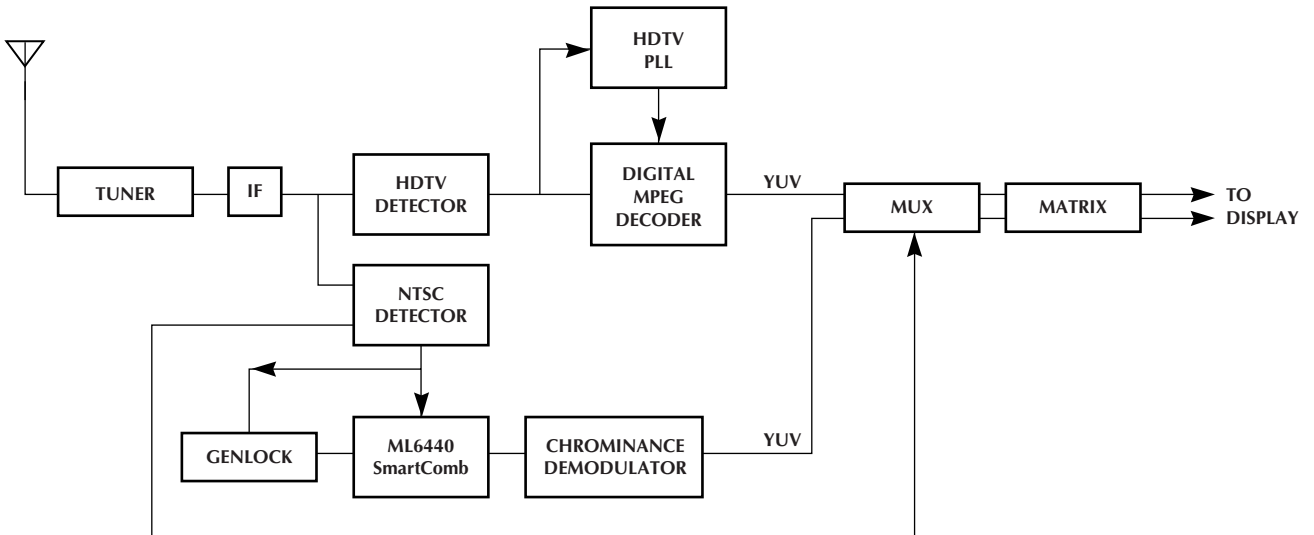 HDTV
PLL
TUNER
IF
HDTV
DETECTOR
DIGITAL
MPEG
DECODER
YUV
MUX
MATRIX
TO
DISPLAY
NTSC
DETECTOR
GENLOCK
ML6440
SmartComb
CHROMINANCE
DEMODULATOR
YUV